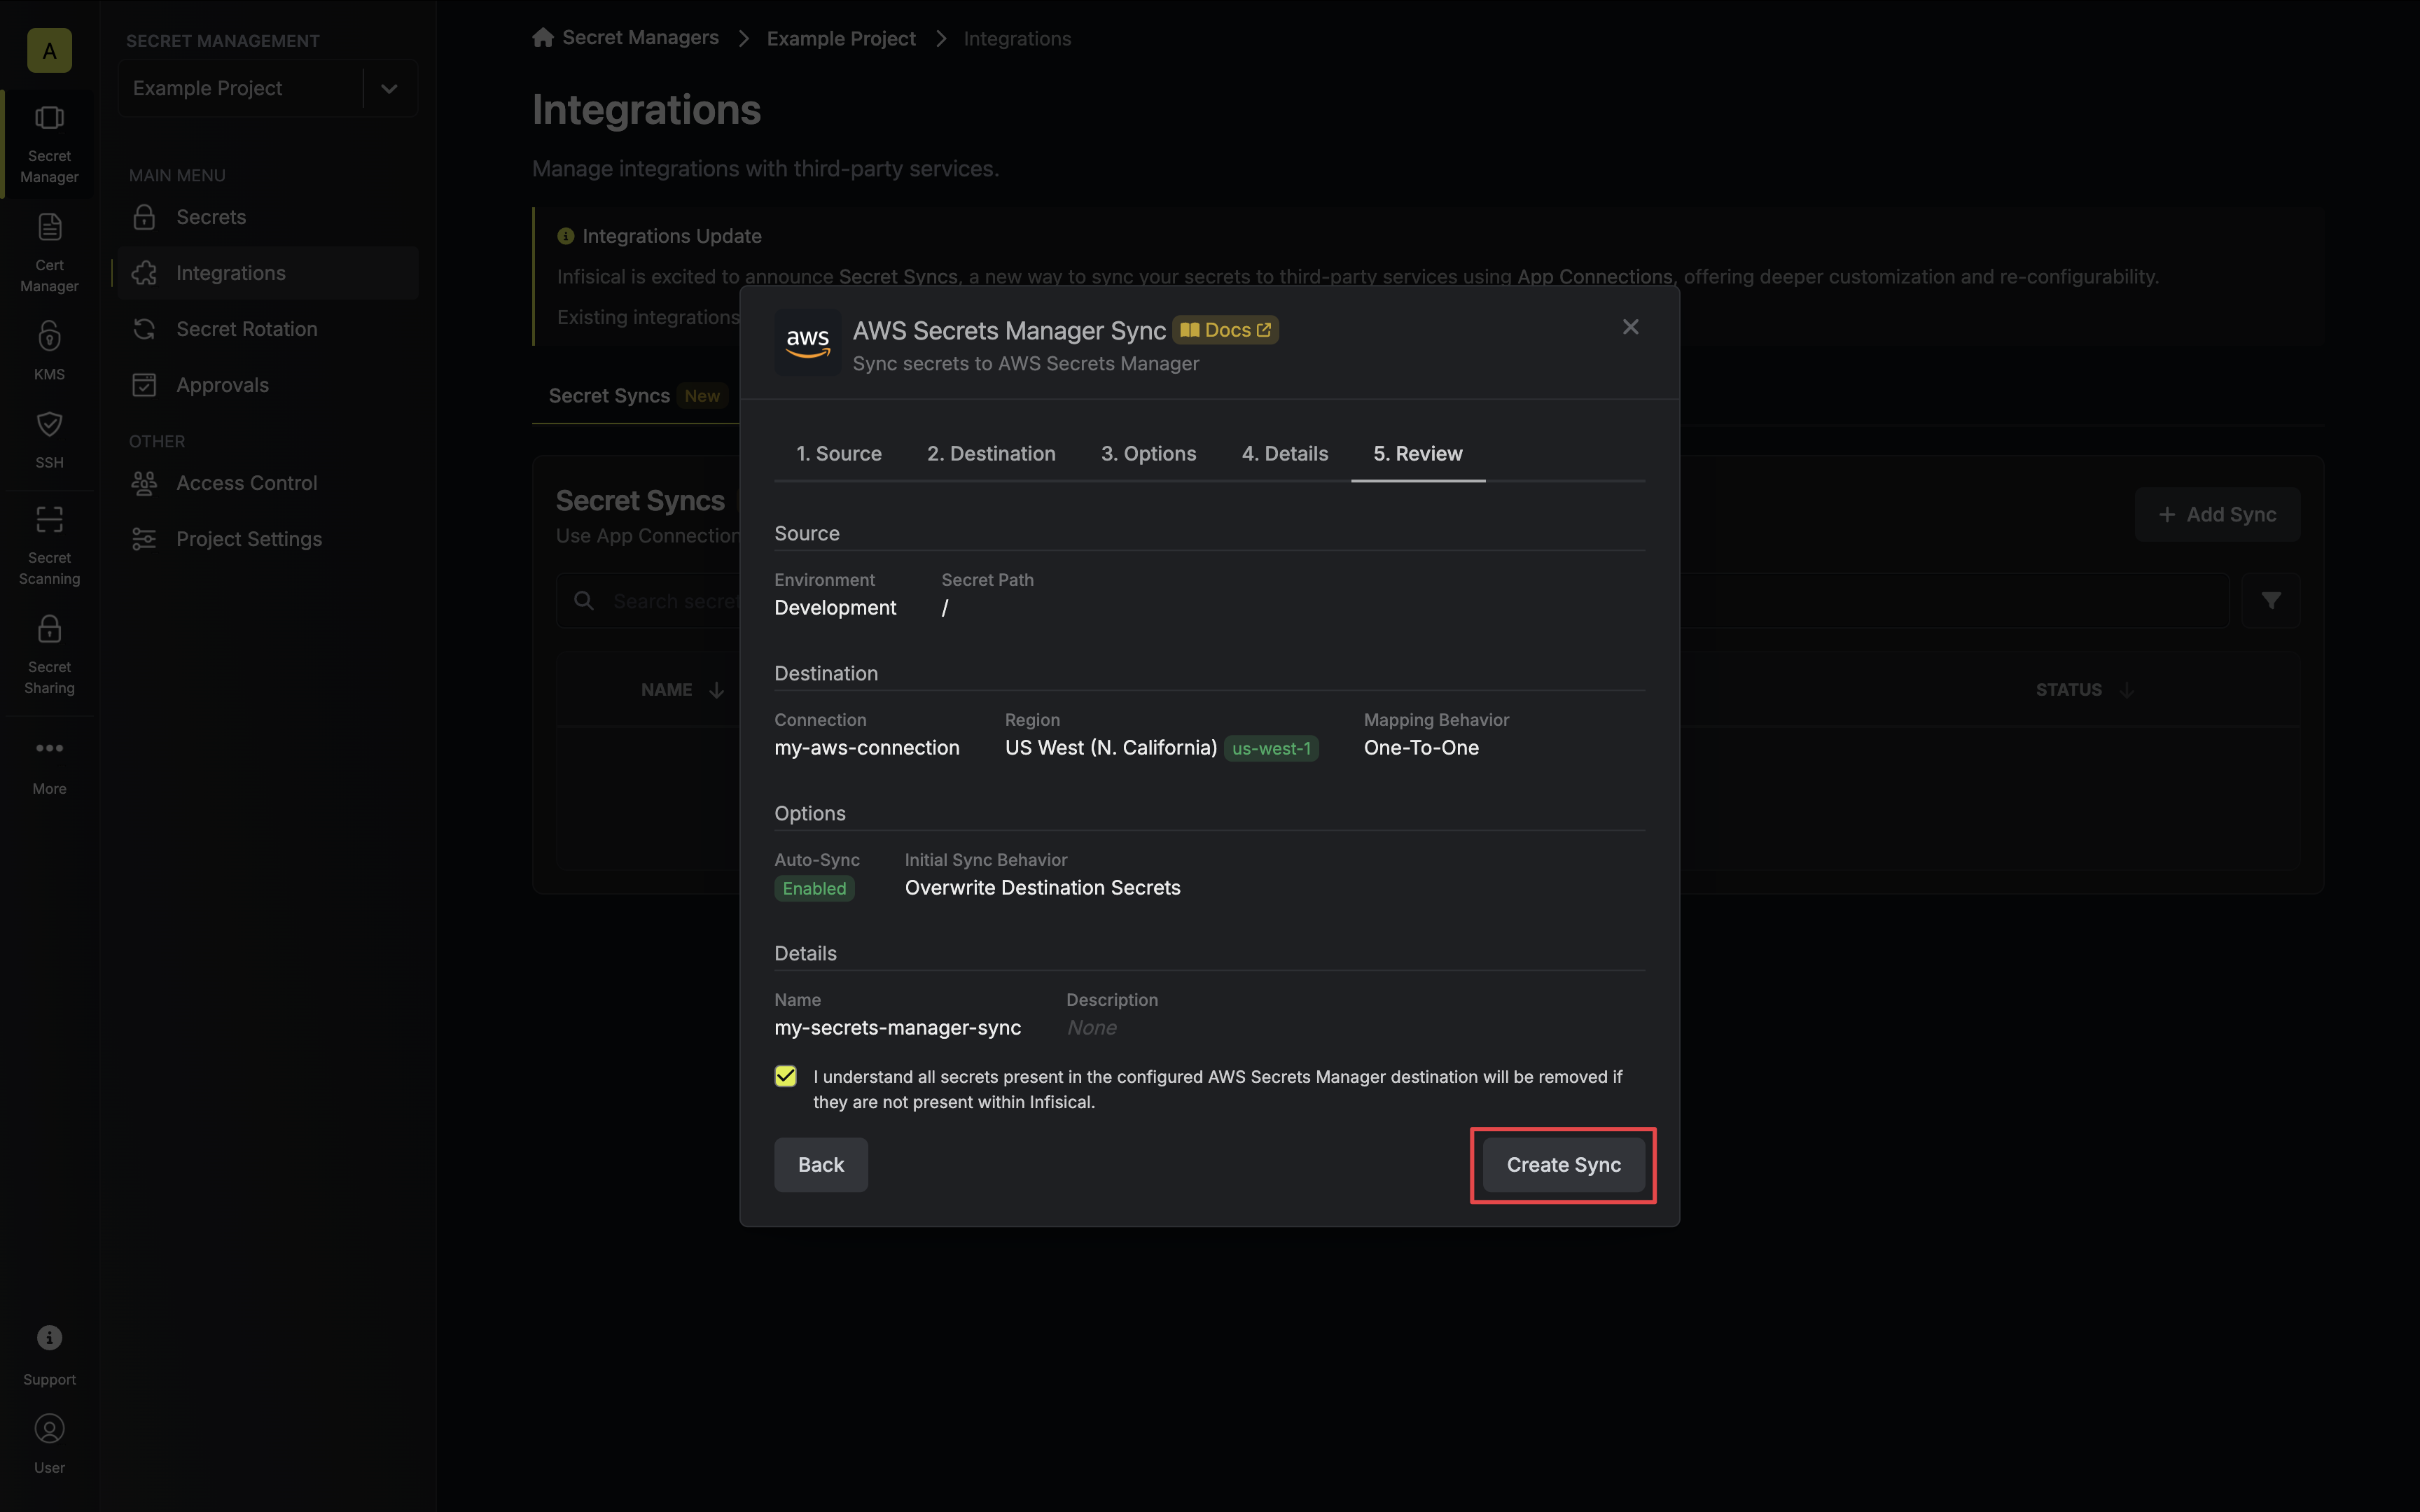 A
Secret
Manager
Cert
Manager
KMS
SSH
Secret
Scanning
Secret
Sharing
More
Support
User
SECRET MANAGEMENT
Example Project
MAIN MENU
Secrets
Integrations
Secret Rotation
Approvals
OTHER
Access Control
Project Settings
Secret Managers > Example Project > Integrations
Integrations
Manage integrations with third-party services.
Integrations Update
Infisical is excited to announce Secret Syncs, a new way to sync your secrets to third-party services using App Connections, offering deeper customization and re-configurability.
Existing integrations
Secret Syncs New
Secret Syncs
Use App Connection
+ Add Sync
Search secret
NAME
STATUS
aws
AWS Secrets Manager Sync Docs
Sync secrets to AWS Secrets Manager
1. Source 2. Destination 3. Options 4. Details 5. Review
Source
Environment Secret Path
Development /
Destination
Connection Region Mapping Behavior
my-aws-connection US West (N. California) us-west-1 One-To-One
Options
Auto-Sync Initial Sync Behavior
Enabled Overwrite Destination Secrets
Details
Name Description
my-secrets-manager-sync None
I understand all secrets present in the configured AWS Secrets Manager destination will be removed if
they are not present within Infisical.
Back Create Sync